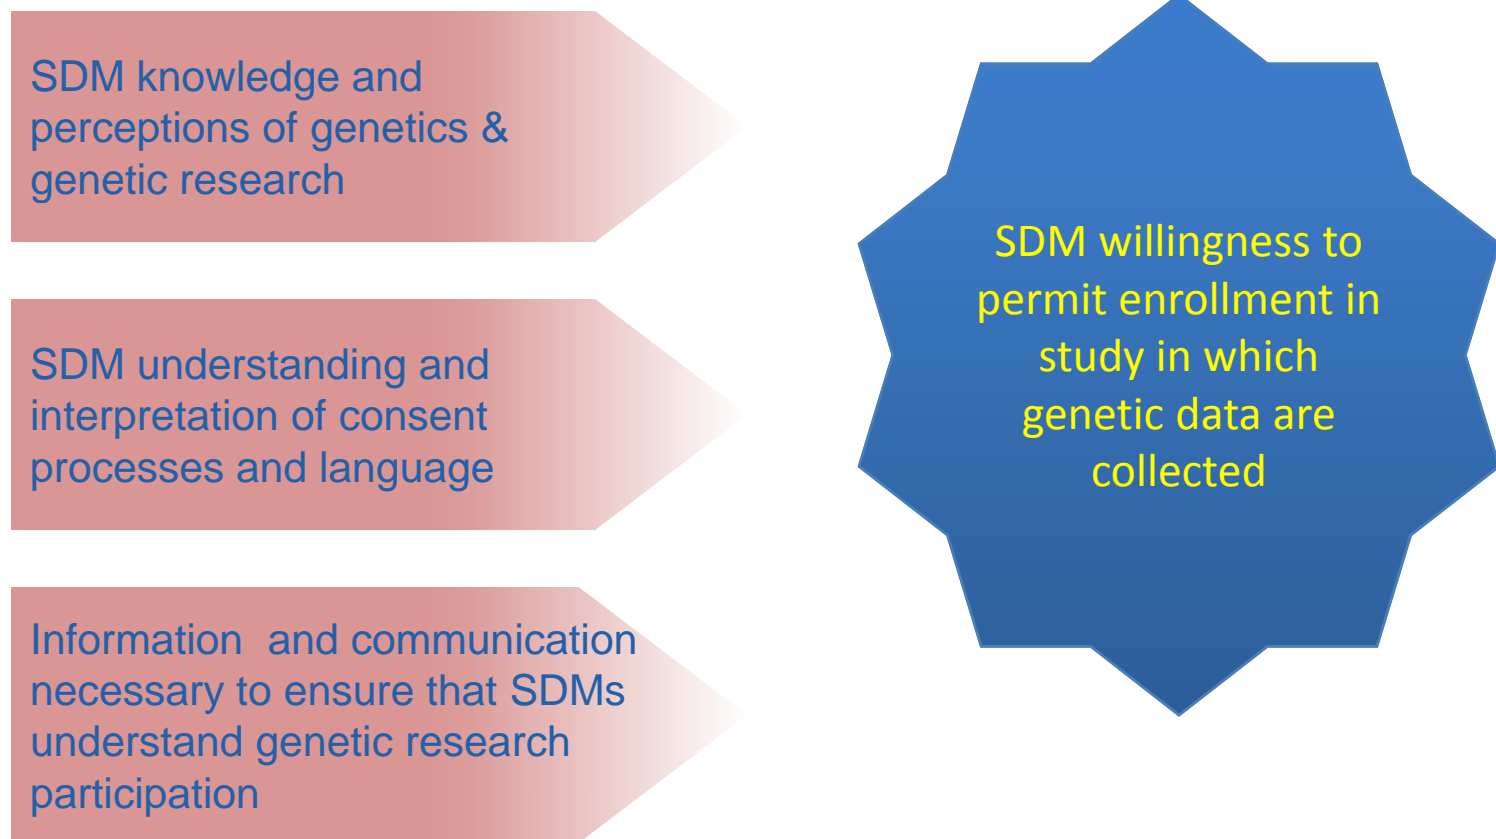 SDM knowledge and
perceptions of genetics &
genetic research
SDM understanding and
interpretation of consent
processes and language
Information  and communication
necessary to ensure that SDMs
understand genetic research
participation
SDM willingness to
permit enrollment in
study in which
genetic data are
collected